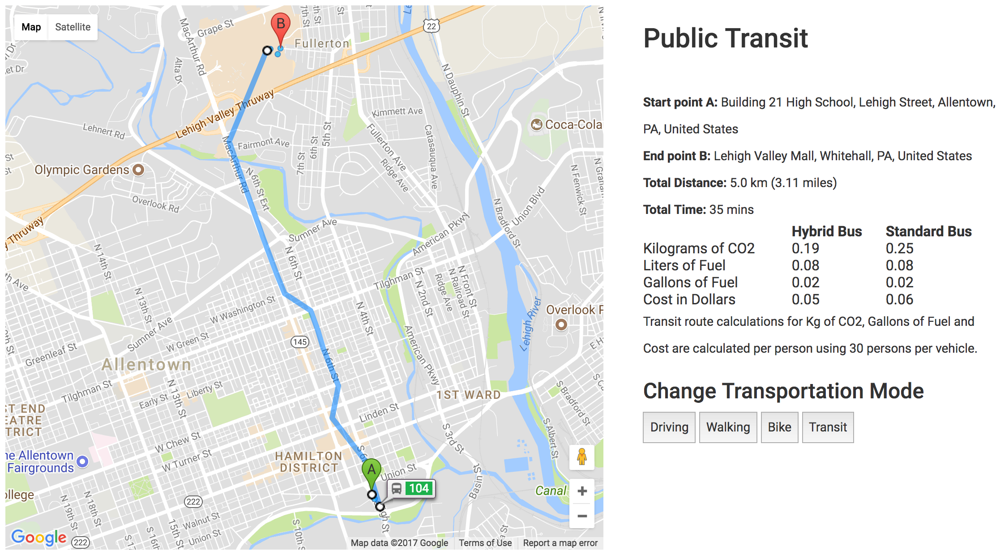 Map
Satellite
Public Transit
Start point A: Building 21 High School, Lehigh Street, Allentown,
PA, United States
End point B: Lehigh Valley Mall, Whitehall, PA, United States
Total Distance: 5.0 km (3.11 miles)
Total Time: 35 mins
Hybrid Bus Standard Bus
Kilograms of CO2 0.19 0.25
Liters of Fuel 0.08 0.08
Gallons of Fuel 0.02 0.02
Cost in Dollars 0.05 0.06
Transit route calculations for Kg of CO2, Gallons of Fuel and
Cost are calculated per person using 30 persons per vehicle.
Change Transportation Mode
Driving
Walking
Bike
Transit
Grape St
MacArthur Rd
7th St
B
Fullerton
22
Alta Dr
et Dr
N Dauphin St
Lehigh Valley Thruway
Kimmett Ave
Coca-Cola
Lehnert Rd
5th St
6th St
7th St
Catasauqua Ave
Fullerton Ave
Ridge Ave
Fairmont Ave
MacArthur Rd
Olympic Gardens
N 6th St Ext
N Fenwick St
Overlook Rd
Union Blvd
N Bradford St
Thruway
Sumner Ave
American Pkwy
N 14th St
N 6th St
Tilghman St
N Front St
N Railroad St
Ridge Ave
N 2nd St
N 13th St
W Washington St
N 4th St
Lehigh River
Overlook
Sumner Ave
W Green St
145
Greenleaf St
American Pkwy
N 6th St
Allentown
Tilghman St
Early St
Liberty St
N 13th St
1ST WARD
S Bradford St
Linden St
W Chew St
W Turner St
S 3rd St
S Albert St
HAMILTON
DISTRICT
Allentown
Fairgrounds
A
Union St
104
Basin St
Canal
222
N 19th St
N 18th St
Walnut St
15th St
Union St
S 10th S
222
Google
Map data ©2017 Google
Terms of Use
Report a map error